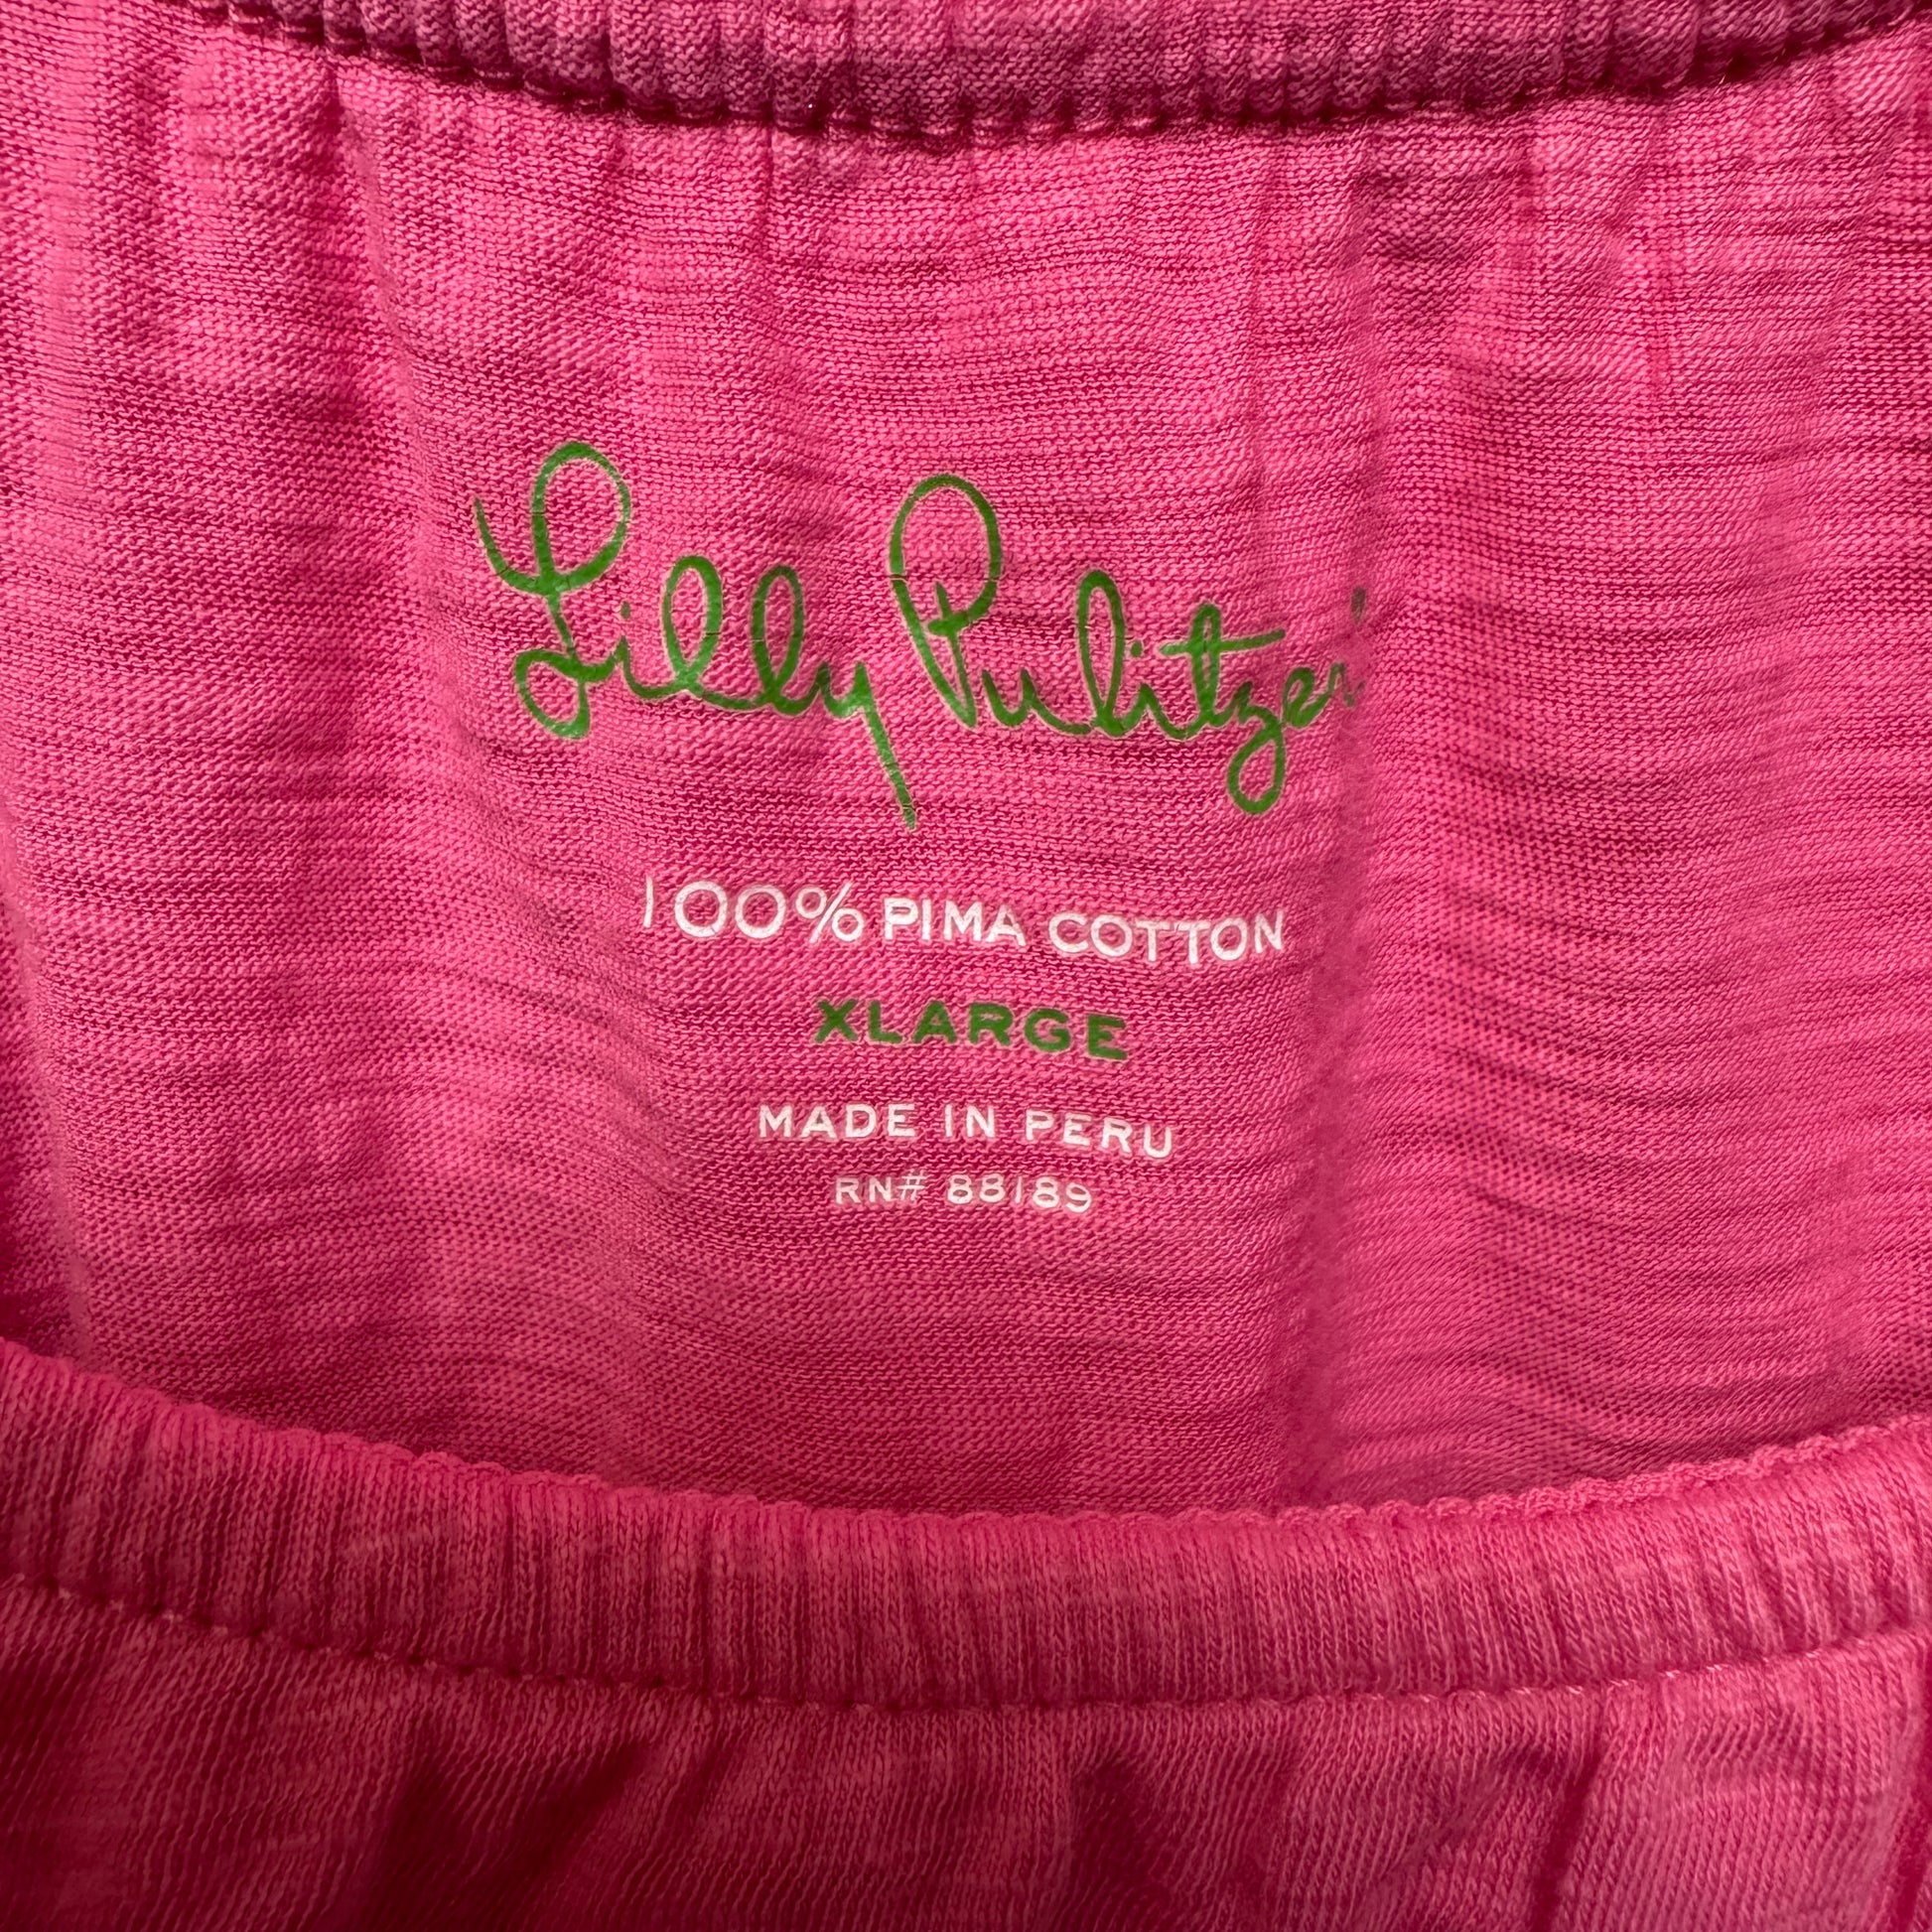 Lilly Pulitzer
100% PIMA COTTON
XLARGE
MADE IN PERU
RN# 88189